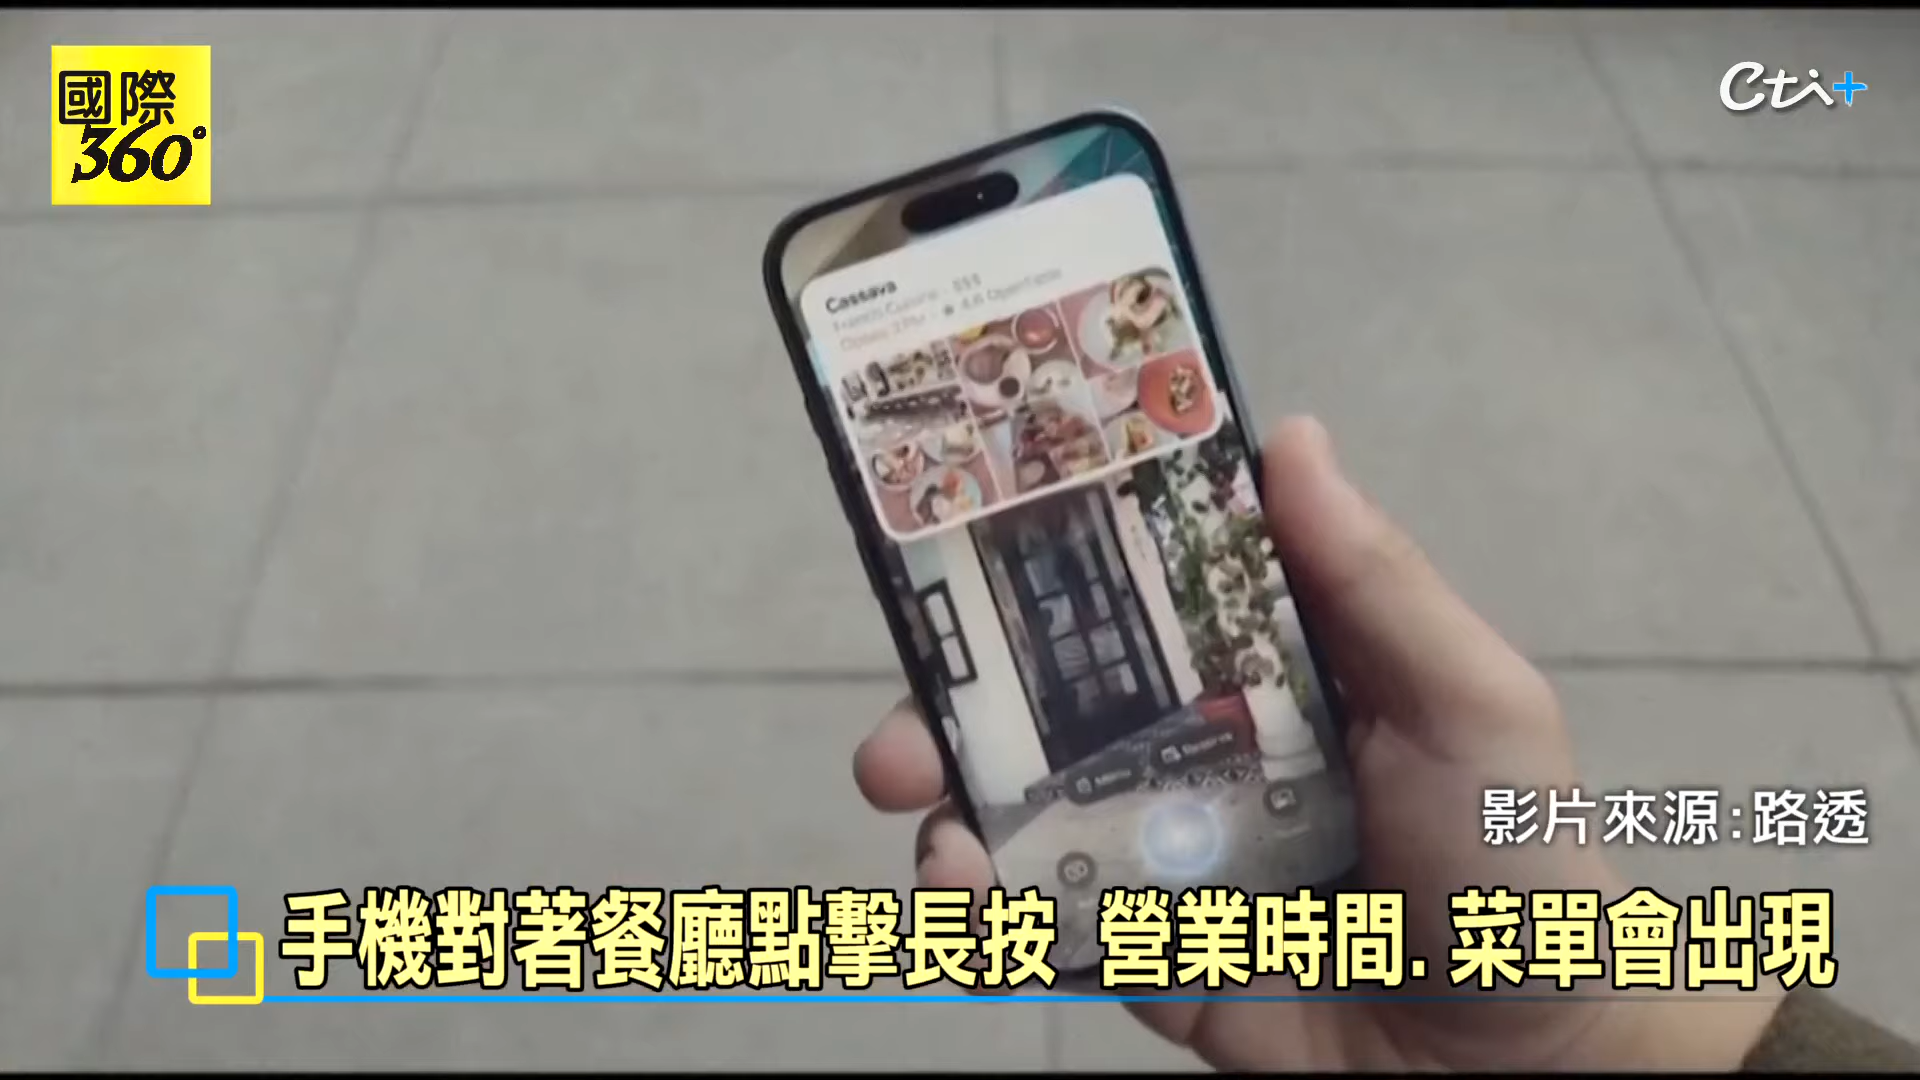 國際
360°
Cti+
Cassava
影片來源:路透
手機對著餐廳點擊長按 營業時間.菜單會出現